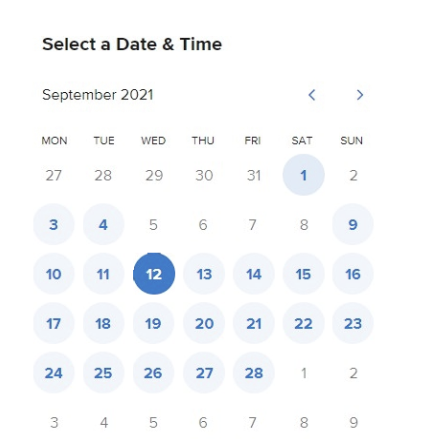 Select a Date & Time
September 2021
MON TUE WED THU FRI SAT SUN
27 28 29 30 31 1 2
3 4 5 6 7 8 9
10 11 12 13 14 15 16
17 18 19 20 21 22 23
24 25 26 27 28 1 2
3 4 5 6 7 8 9